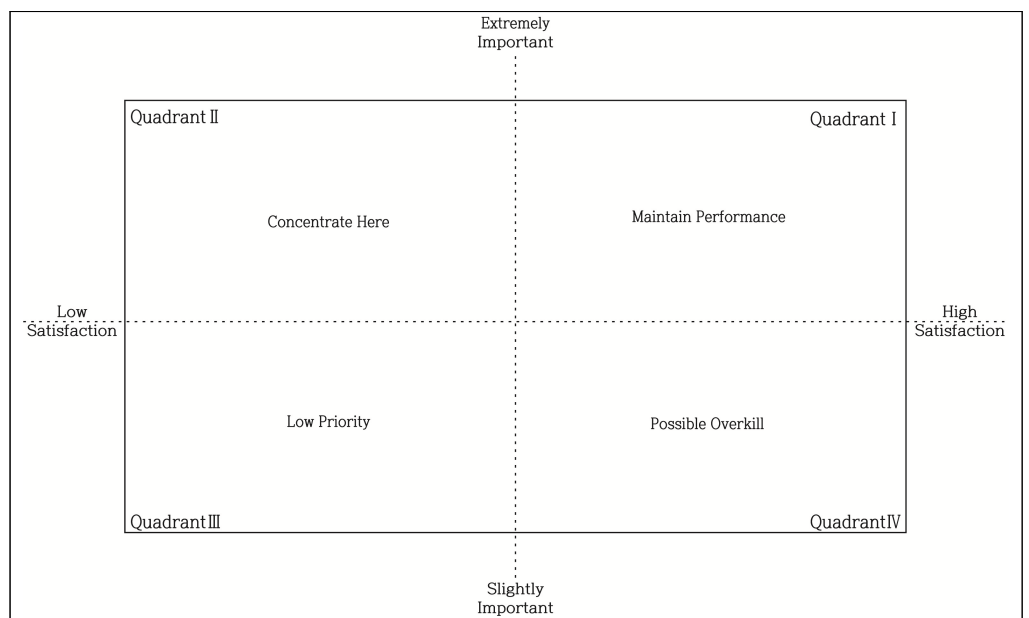 Extremely
Important
Quadrant Ⅱ
Quadrant Ⅰ
Concentrate Here
Maintain Performance
Low
Satisfaction
High
Satisfaction
Low Priority
Possible Overkill
Quadrant Ⅲ
Quadrant Ⅳ
Slightly
Important